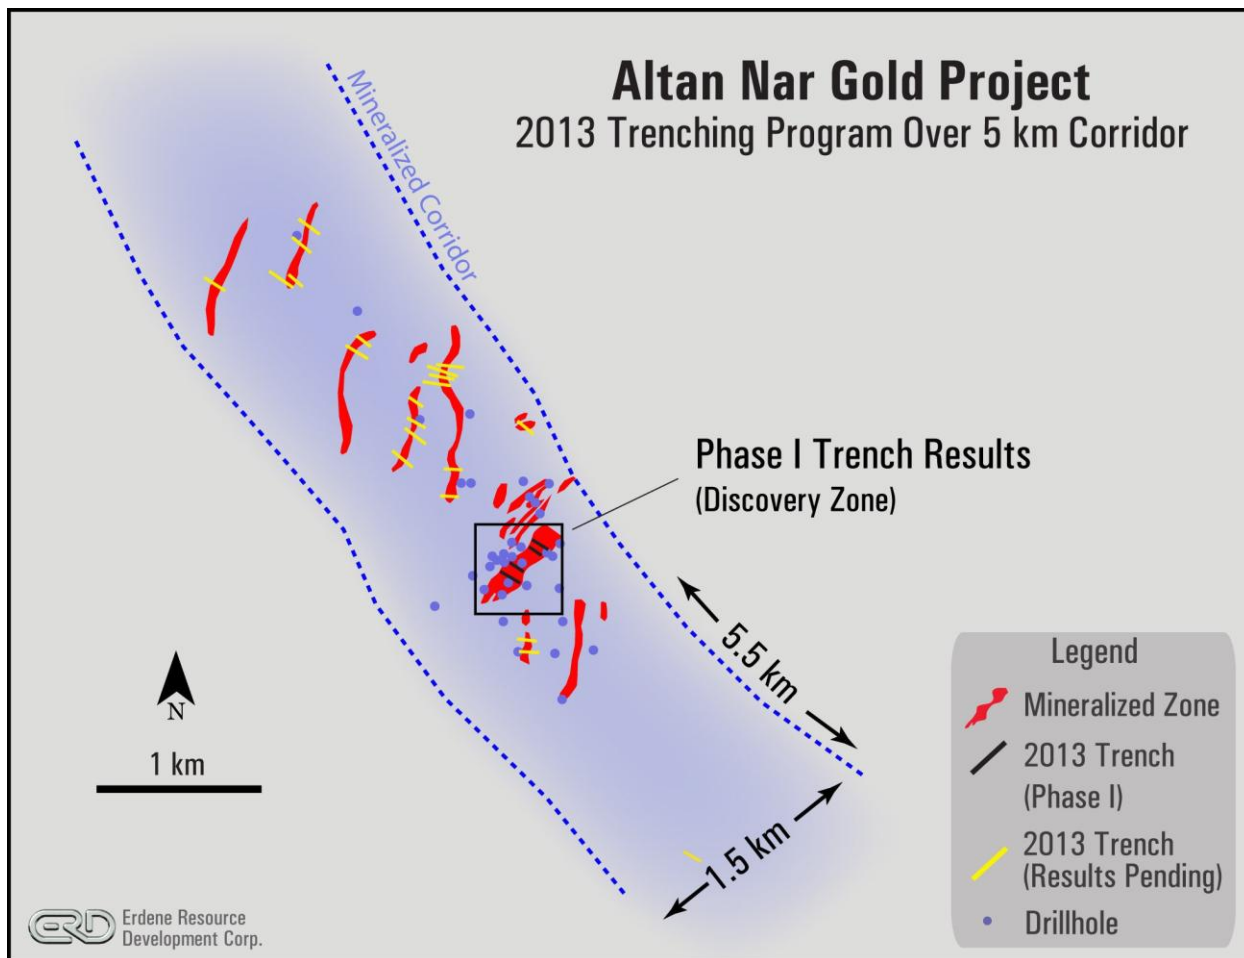 Altan Nar Gold Project
2013 Trenching Program Over 5 km Corridor
Mineralized Corridor
Phase I Trench Results
(Discovery Zone)
5.5 km
1.5 km
N
1 km
Legend
Mineralized Zone
2013 Trench
(Phase I)
2013 Trench
(Results Pending)
Drillhole
ERD
Erdene Resource
Development Corp.